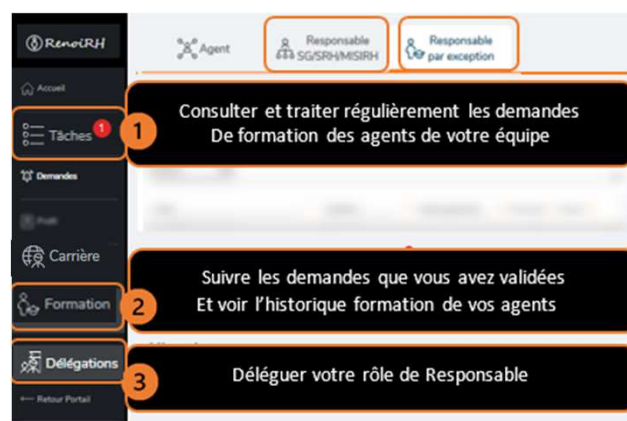 RenoiRH
Agent
Responsable
SG/SRH/MISIRH
Responsable
par exception
Accueil
Tâches 1
1
Consulter et traiter régulièrement les demandes
De formation des agents de votre équipe
Demandes
Carrière
Formation
2
Suivre les demandes que vous avez validées
Et voir l'historique formation de vos agents
Délégations
3
Déléguer votre rôle de Responsable
Retour Portail